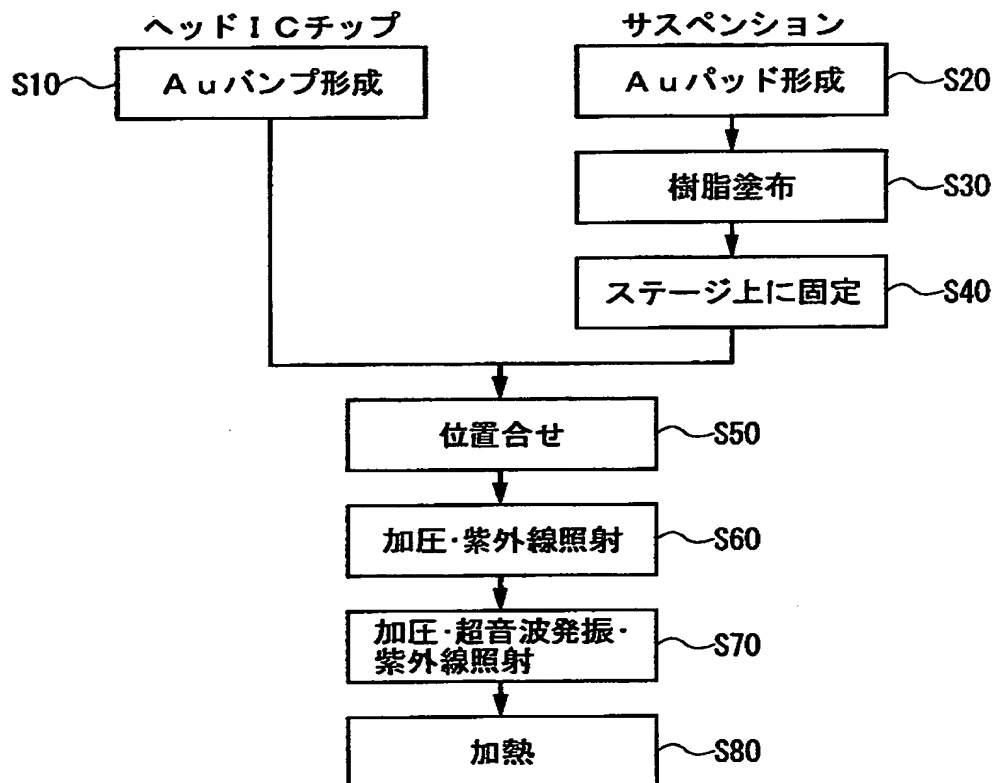 ヘッドICチップ
サスペンション
S10
Auバンプ形成
Auパッド形成
S20
樹脂塗布
S30
ステージ上に固定
S40
位置合せ
S50
加圧・紫外線照射
S60
加圧・超音波発振・
紫外線照射
S70
加熱
S80